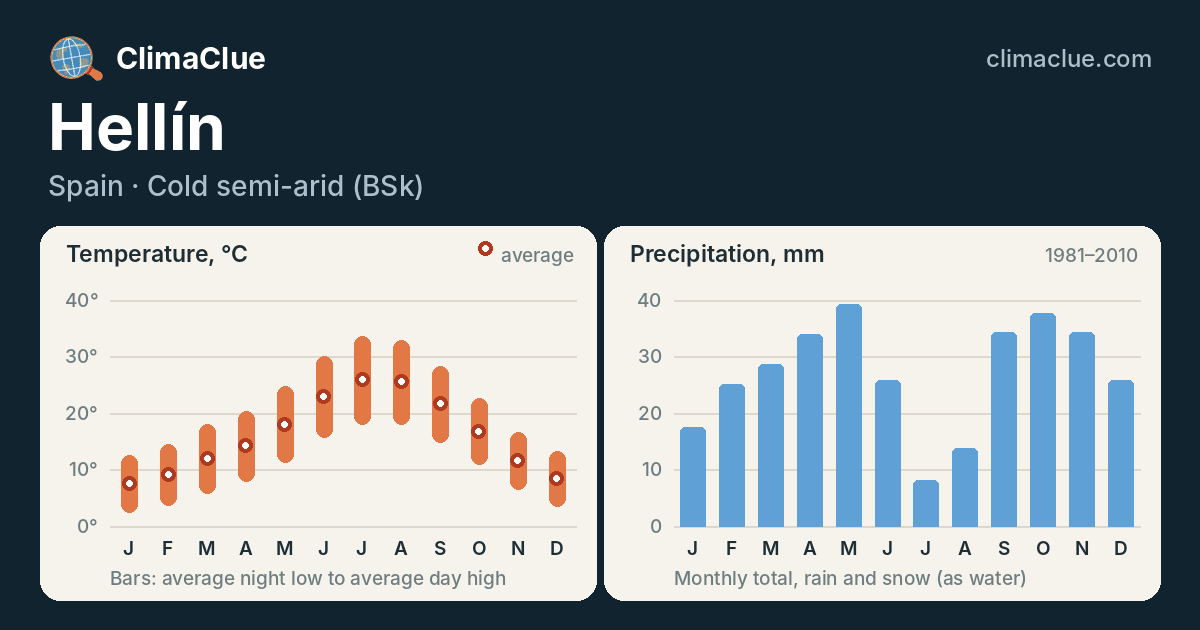 ClimaClue
climaclue.com
Hellín
Spain · Cold semi-arid (BSk)
Temperature, °C
average
40°
30°
20°
10°
0°
J F M A M J J A S O N D
Bars: average night low to average day high
Precipitation, mm
1981–2010
40
30
20
10
0
J F M A M J J A S O N D
Monthly total, rain and snow (as water)